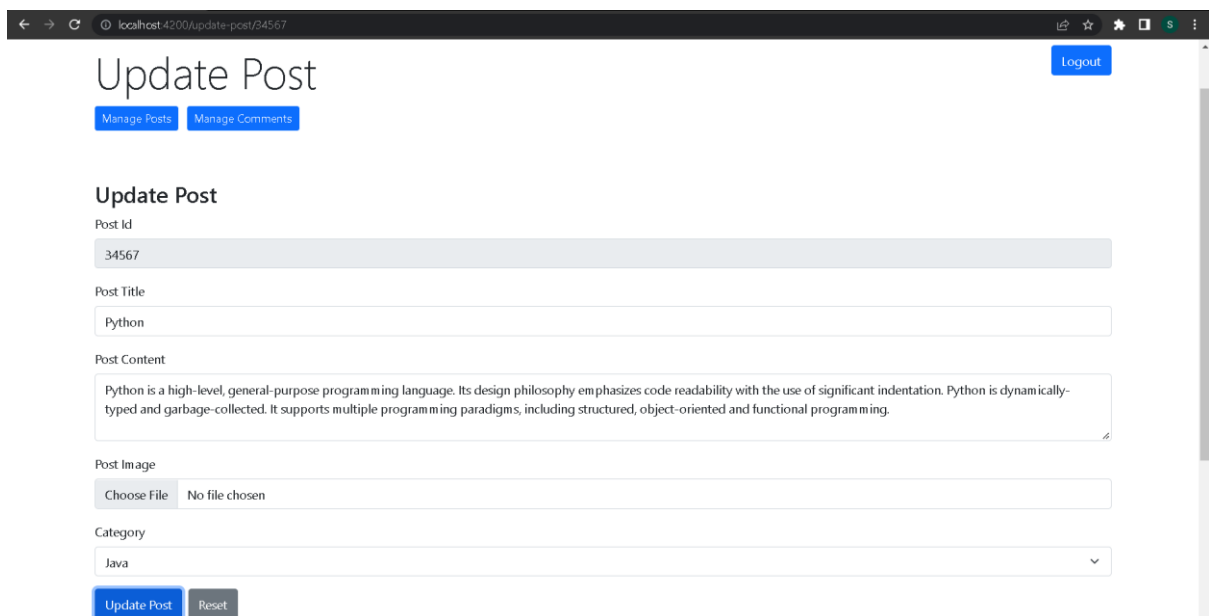 localhost:4200/update-post/34567
S
Update Post
Logout
Manage Posts Manage Comments
Update Post
Post Id
34567
Post Title
Python
Post Content
Python is a high-level, general-purpose programming language. Its design philosophy emphasizes code readability with the use of significant indentation. Python is dynamically-
typed and garbage-collected. It supports multiple programming paradigms, including structured, object-oriented and functional programming.
Post Image
Choose File No file chosen
Category
Java
Update Post Reset